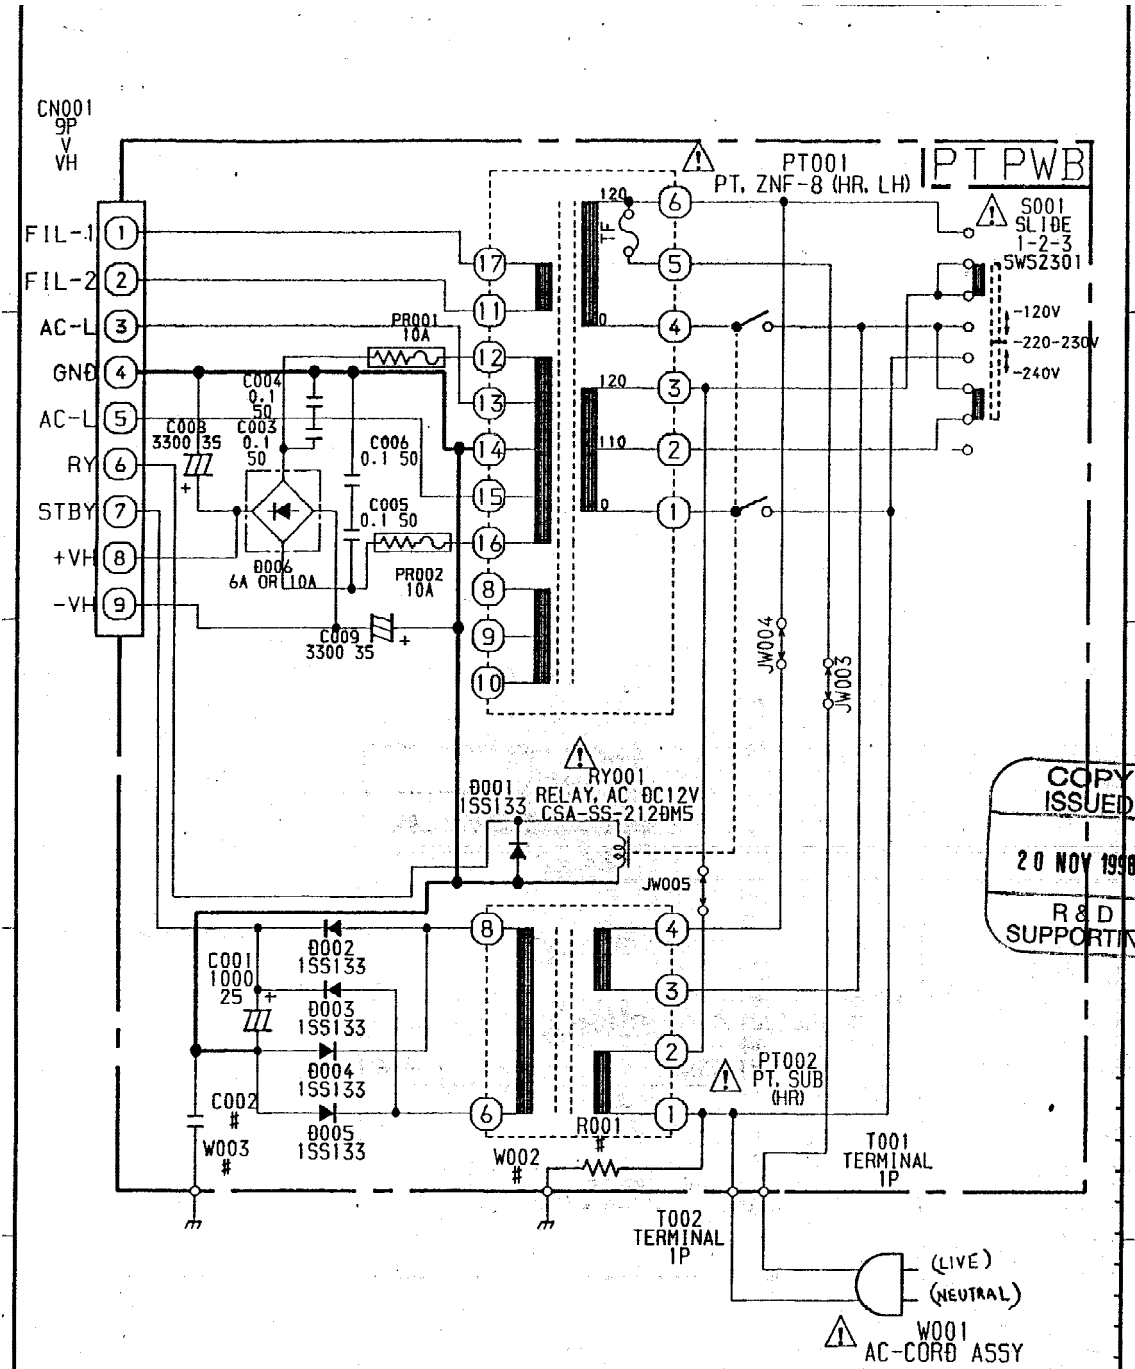 CN001
9P
V
VH
PT PWB
PT001
PT. ZNF-8 (HR, LH)
S001
SLIDE
1-2-3
SWS2301
FIL-1
FIL-2
AC-L
GND
AC-L
RY
STBY
+VH
-VH
1
2
3
4
5
6
7
8
9
17
11
12
13
14
15
16
8
9
10
120
TF
0
120
110
0
6
5
4
3
2
1
-120V
-220-230V
-240V
PR001
10A
C004
0.1
50
C003
0.1
50
C008
3300 35
+
C006
0.1 50
C005
0.1 50
D006
6A OR 10A
PR002
10A
C009
3300 35
+
JW004
JW003
RY001
RELAY, AC DC12V
CSA-SS-212DM5
D001
1SS133
JW005
COPY
ISSUED
20 NOV 1998
R & D
8
6
4
3
2
1
C001
1000
25
+
D002
1SS133
D003
1SS133
D004
1SS133
D005
1SS133
PT002
PT. SUB
(HR)
C002
#
W003
#
R001
#
W002
#
T001
TERMINAL
1P
T002
TERMINAL
1P
(LIVE)
(NEUTRAL)
W001
AC-CORD ASSY